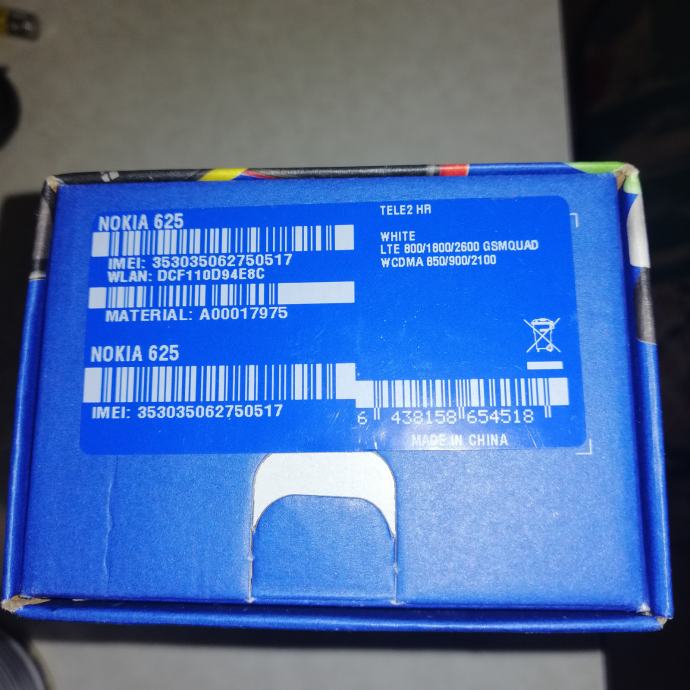 NOKIA 625
IMEI: 353035062750517
WLAN: DCF110D94E8C
MATERIAL: A00017975
NOKIA 625
IMEI: 353035062750517
TELE2 HR
WHITE
LTE 800/1800/2600 GSMQUAD
WCDMA 850/900/2100
6 438158 654518
MADE IN CHINA